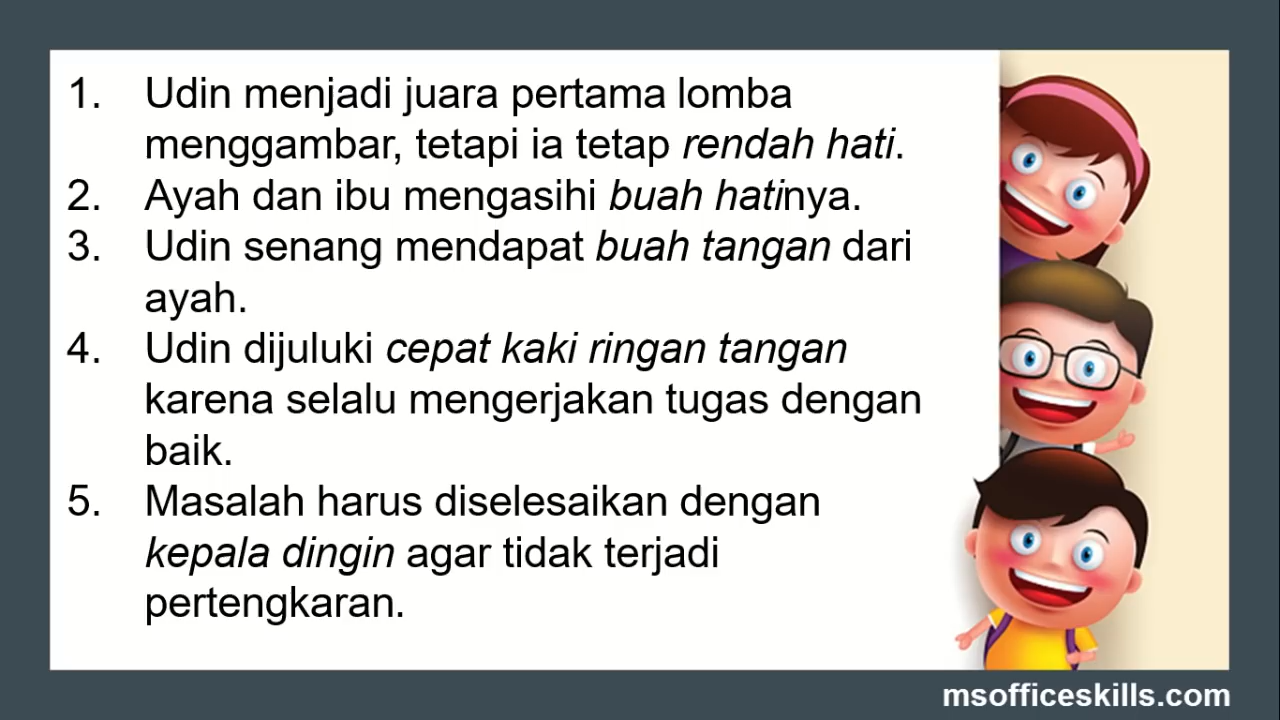 1. Udin menjadi juara pertama lomba
menggambar, tetapi ia tetap rendah hati.
2. Ayah dan ibu mengasihi buah hatinya.
3. Udin senang mendapat buah tangan dari
ayah.
4. Udin dijuluki cepat kaki ringan tangan
karena selalu mengerjakan tugas dengan
baik.
5. Masalah harus diselesaikan dengan
kepala dingin agar tidak terjadi
pertengkaran.
msofficeskills.com